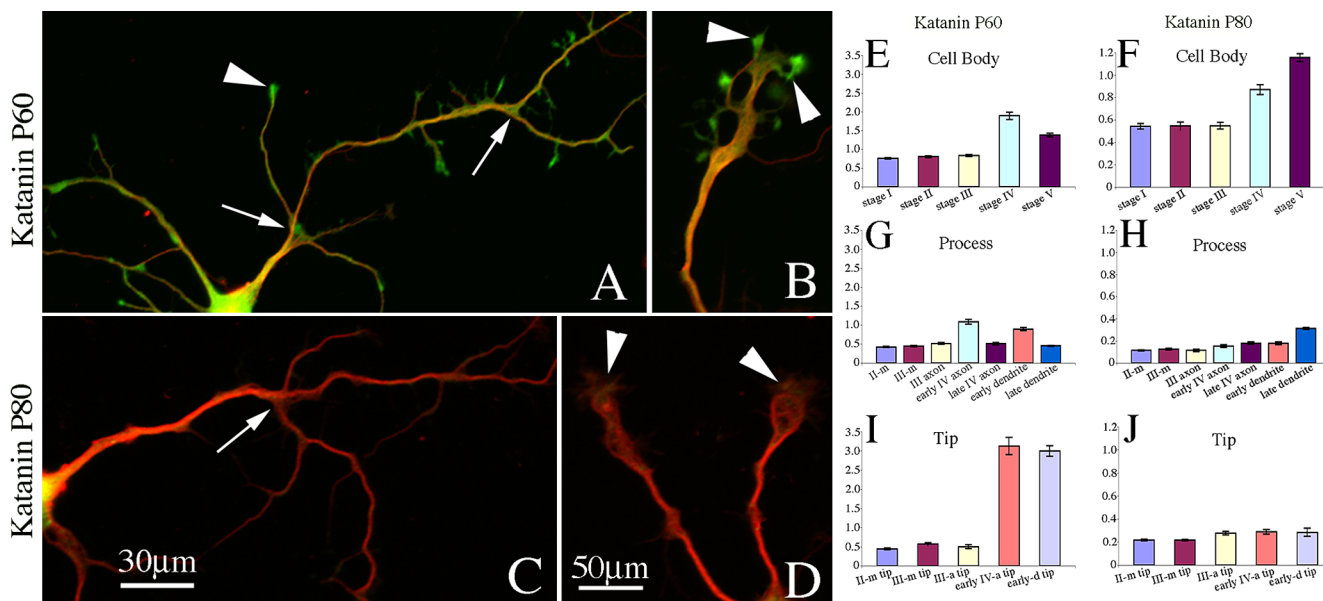 Katanin P60
A
B
Katanin P80
C
30µm
D
50µm
Katanin P60
Katanin P80
E
Cell Body
3.5
3.0
2.5
2.0
1.5
1.0
0.5
0
stage I
stage II
stage III
stage IV
stage V
F
Cell Body
1.2
1.0
0.8
0.6
0.4
0.2
0
stage I
stage II
stage III
stage IV
stage V
G
Process
3.5
3.0
2.5
2.0
1.5
1.0
0.5
0
II-m
III-m
III axon
early IV axon
late IV axon
early dendrite
late dendrite
H
Process
1.2
1.0
0.8
0.6
0.4
0.2
0
II-m
III-m
III axon
early IV axon
late IV axon
early dendrite
late dendrite
I
Tip
3.5
3.0
2.5
2.0
1.5
1.0
0.5
0
II-m tip
III-m tip
III-a tip
early IV-a tip
early-d tip
J
Tip
1.2
1.0
0.8
0.6
0.4
0.2
0
II-m tip
III-m tip
III-a tip
early IV-a tip
early-d tip